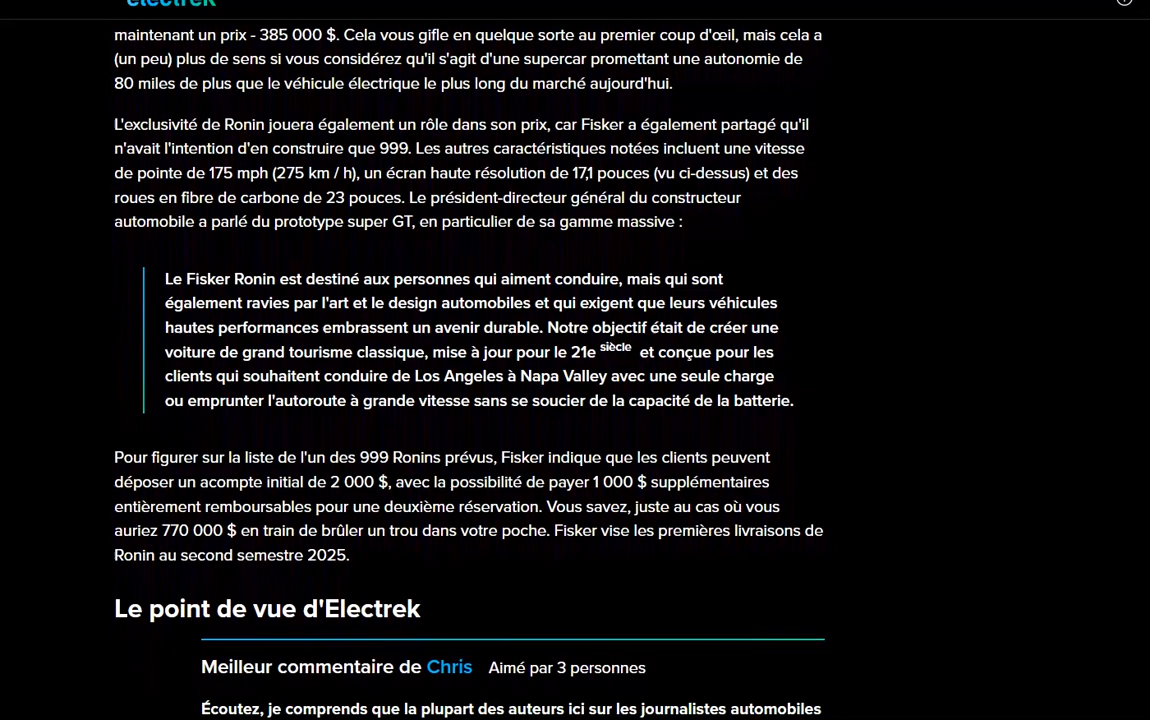 electrek
maintenant un prix - 385 000 $. Cela vous gifle en quelque sorte au premier coup d'œil, mais cela a
(un peu) plus de sens si vous considérez qu'il s'agit d'une supercar promettant une autonomie de
80 miles de plus que le véhicule électrique le plus long du marché aujourd'hui.
L'exclusivité de Ronin jouera également un rôle dans son prix, car Fisker a également partagé qu'il
n'avait l'intention d'en construire que 999. Les autres caractéristiques notées incluent une vitesse
de pointe de 175 mph (275 km / h), un écran haute résolution de 17,1 pouces (vu ci-dessus) et des
roues en fibre de carbone de 23 pouces. Le président-directeur général du constructeur
automobile a parlé du prototype super GT, en particulier de sa gamme massive :
Le Fisker Ronin est destiné aux personnes qui aiment conduire, mais qui sont
également ravies par l'art et le design automobiles et qui exigent que leurs véhicules
hautes performances embrassent un avenir durable. Notre objectif était de créer une
voiture de grand tourisme classique, mise à jour pour le 21e siècle et conçue pour les
clients qui souhaitent conduire de Los Angeles à Napa Valley avec une seule charge
ou emprunter l'autoroute à grande vitesse sans se soucier de la capacité de la batterie.
Pour figurer sur la liste de l'un des 999 Ronins prévus, Fisker indique que les clients peuvent
déposer un acompte initial de 2 000 $, avec la possibilité de payer 1 000 $ supplémentaires
entièrement remboursables pour une deuxième réservation. Vous savez, juste au cas où vous
auriez 770 000 $ en train de brûler un trou dans votre poche. Fisker vise les premières livraisons de
Ronin au second semestre 2025.
Le point de vue d'Electrek
Meilleur commentaire de Chris Aimé par 3 personnes
Écoutez, je comprends que la plupart des auteurs ici sur les journalistes automobiles